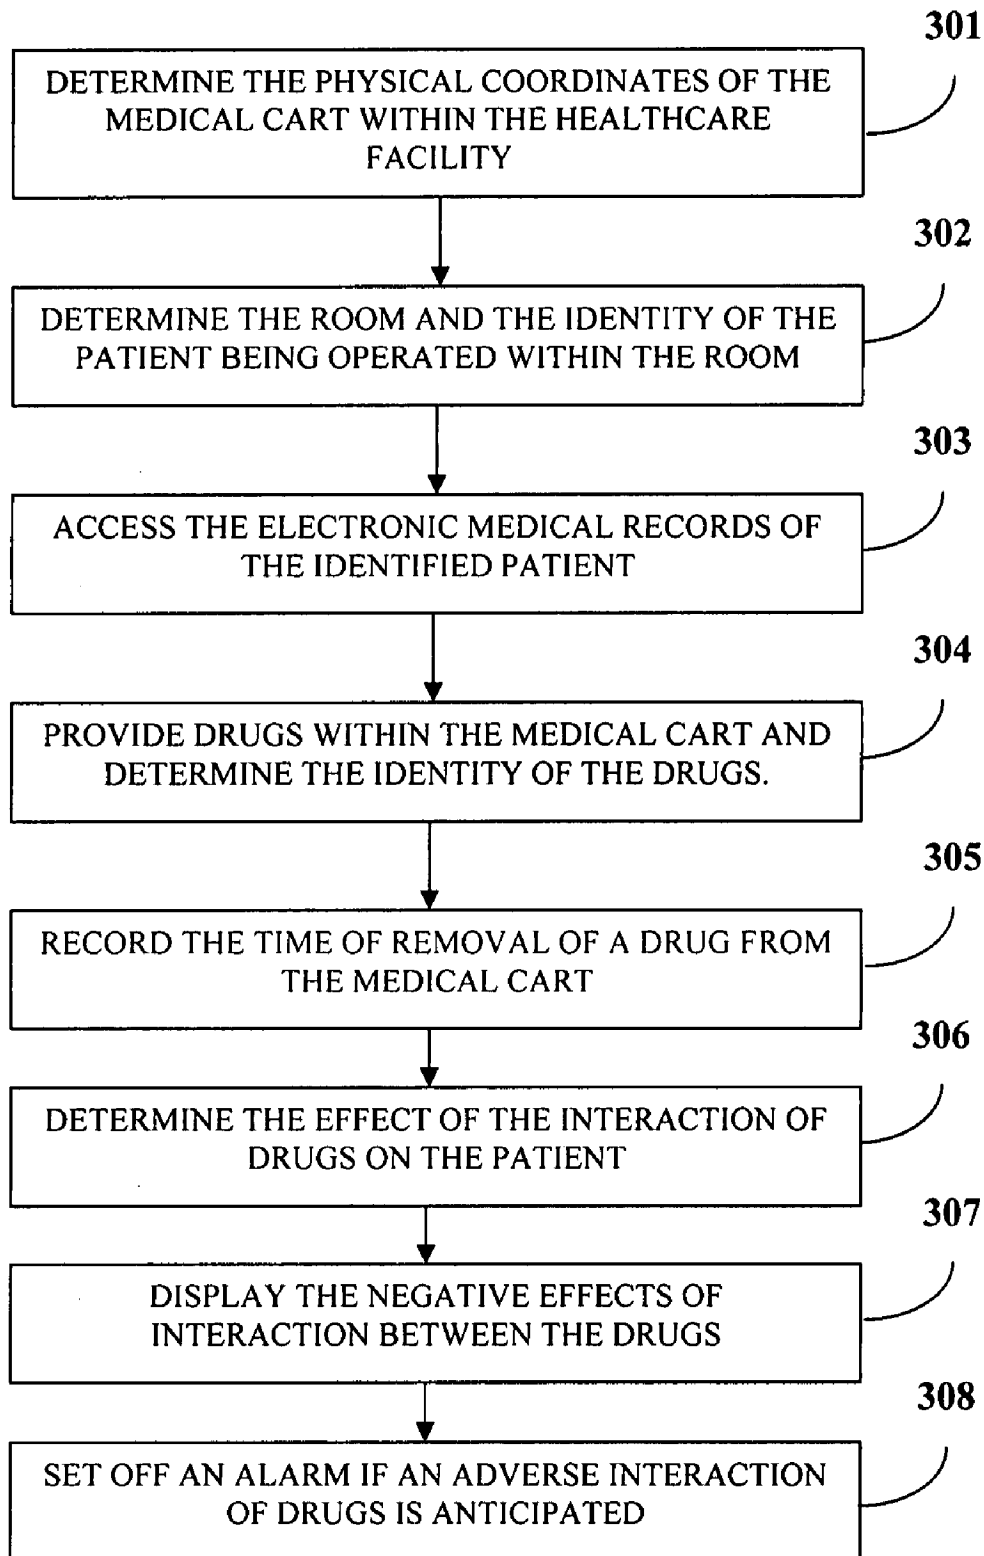 301
DETERMINE THE PHYSICAL COORDINATES OF THE
MEDICAL CART WITHIN THE HEALTHCARE
FACILITY
302
DETERMINE THE ROOM AND THE IDENTITY OF THE
PATIENT BEING OPERATED WITHIN THE ROOM
303
ACCESS THE ELECTRONIC MEDICAL RECORDS OF
THE IDENTIFIED PATIENT
304
PROVIDE DRUGS WITHIN THE MEDICAL CART AND
DETERMINE THE IDENTITY OF THE DRUGS.
305
RECORD THE TIME OF REMOVAL OF A DRUG FROM
THE MEDICAL CART
306
DETERMINE THE EFFECT OF THE INTERACTION OF
DRUGS ON THE PATIENT
307
DISPLAY THE NEGATIVE EFFECTS OF
INTERACTION BETWEEN THE DRUGS
308
SET OFF AN ALARM IF AN ADVERSE INTERACTION
OF DRUGS IS ANTICIPATED